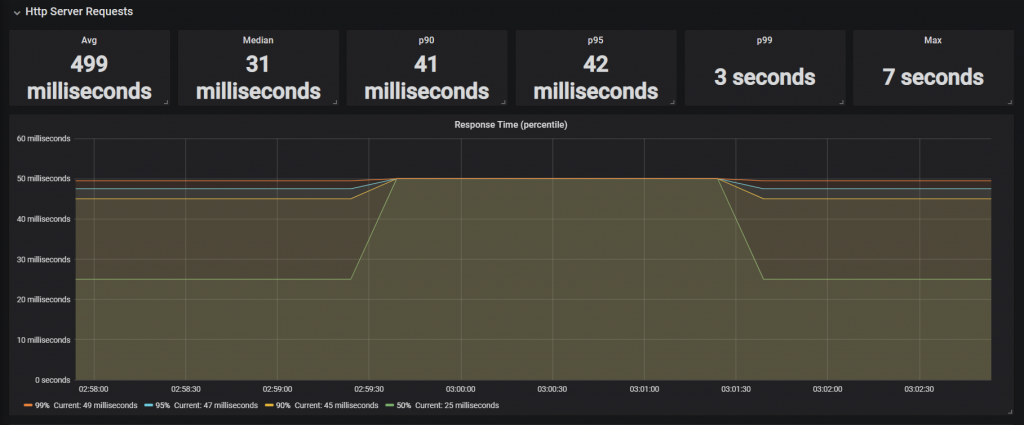 Http Server Requests
Avg
499
milliseconds
Median
31
milliseconds
p90
41
milliseconds
p95
42
milliseconds
p99
3 seconds
Max
7 seconds
Response Time (percentile)
60 milliseconds
50 milliseconds
40 milliseconds
30 milliseconds
20 milliseconds
10 milliseconds
0 seconds
02:58:00 02:58:30 02:59:00 02:59:30 03:00:00 03:00:30 03:01:00 03:01:30 03:02:00 03:02:30
99% Current: 49 milliseconds 95% Current: 47 milliseconds 90% Current: 45 milliseconds 50% Current: 25 milliseconds